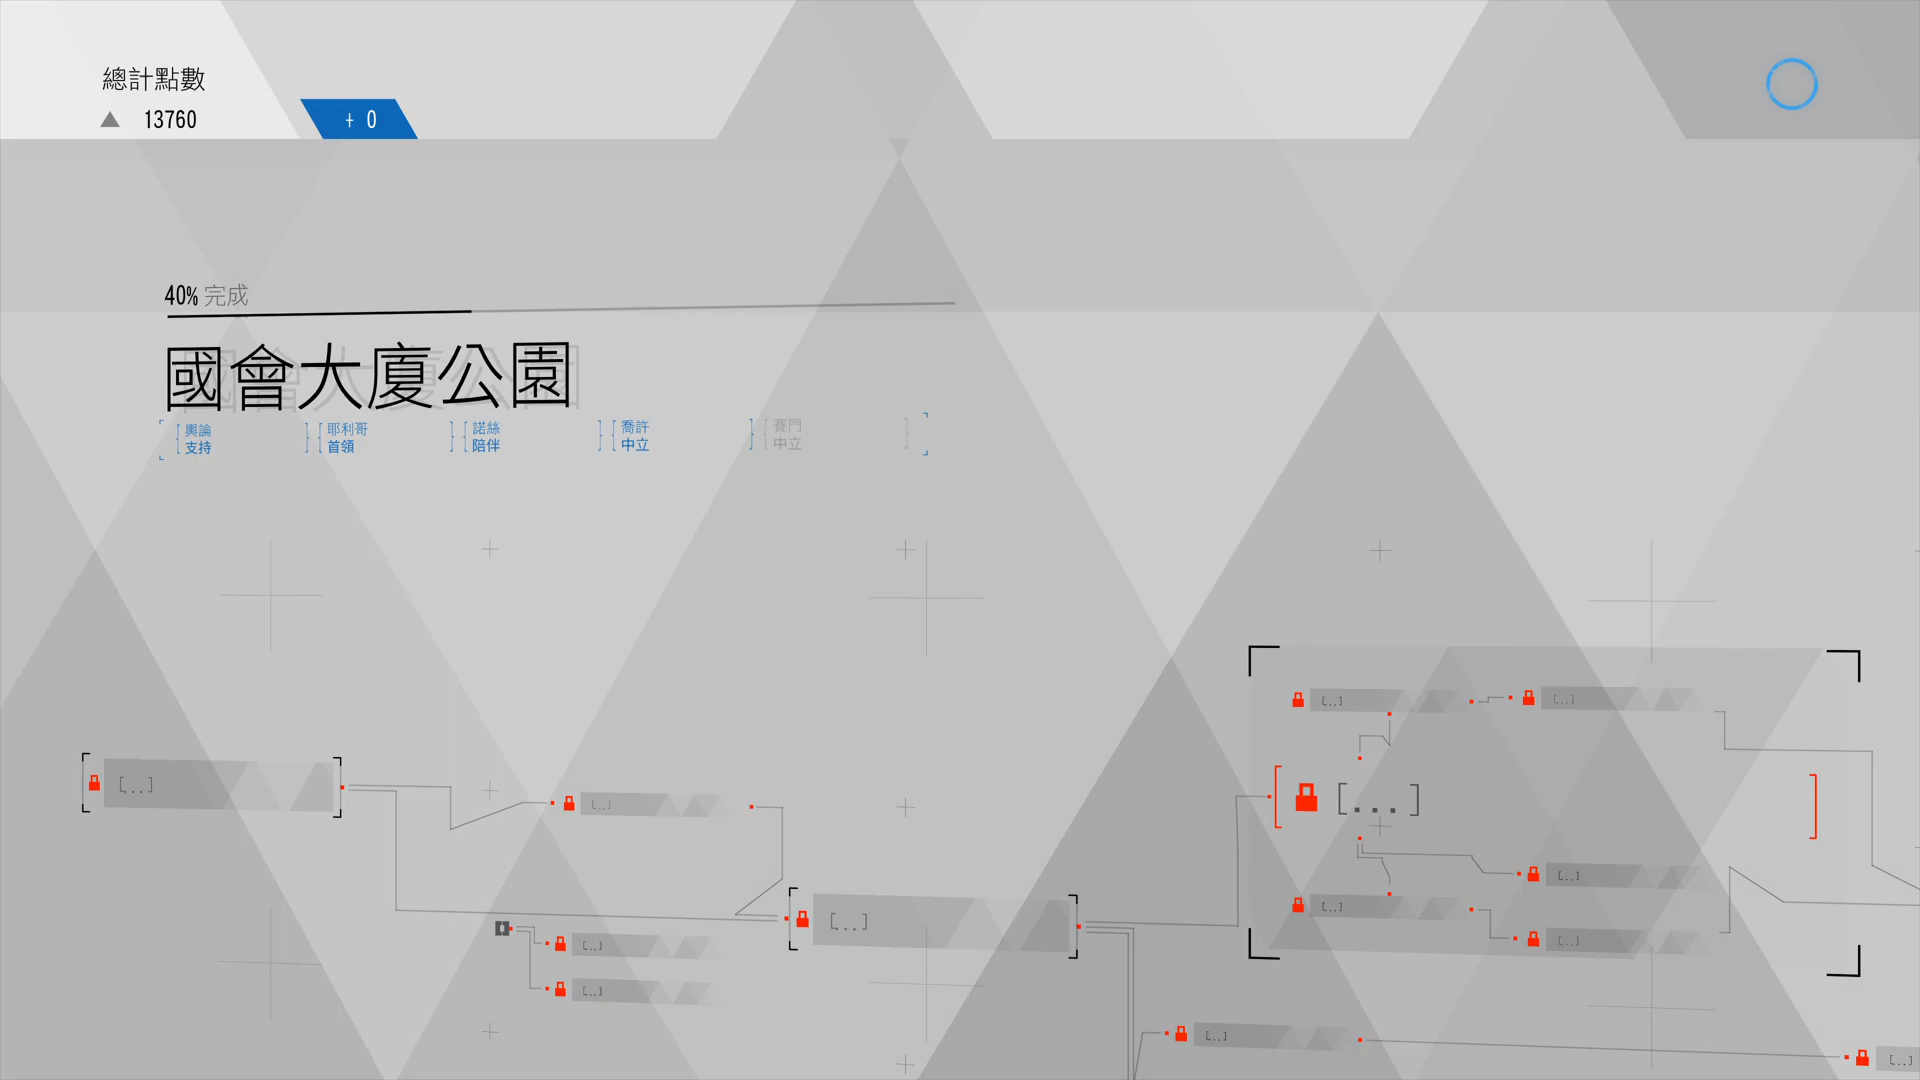 總計點數
13760
+ 0
40% 完成
國會大廈公園
輿論
支持
耶利哥
首領
諾絲
陪伴
喬許
中立
賽門
中立
[...]
[...]
[...]
[...]
[...]
[...]
[...]
[...]
[...]
[...]
[...]
[...]
[...]